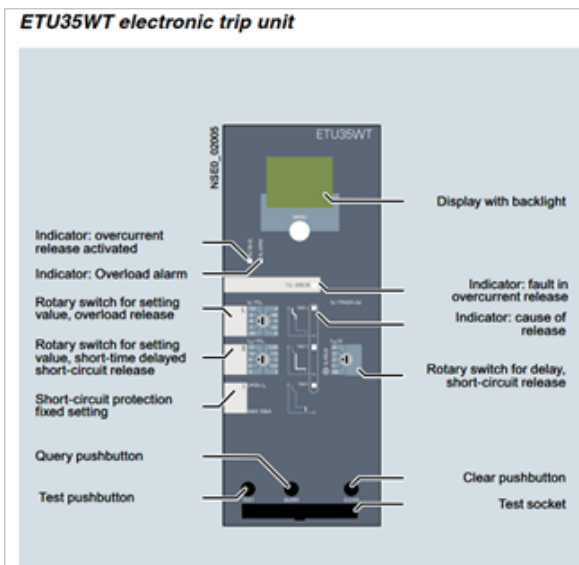 ETU35WT electronic trip unit
NSE0_02005
ETU35WT
Display with backlight
Indicator: overcurrent
release activated
Indicator: Overload alarm
Indicator: fault in
overcurrent release
Rotary switch for setting
value, overload release
Indicator: cause of
release
Rotary switch for setting
value, short-time delayed
short-circuit release
Rotary switch for delay,
short-circuit release
Short-circuit protection
fixed setting
Query pushbutton
Clear pushbutton
Test pushbutton
Test socket